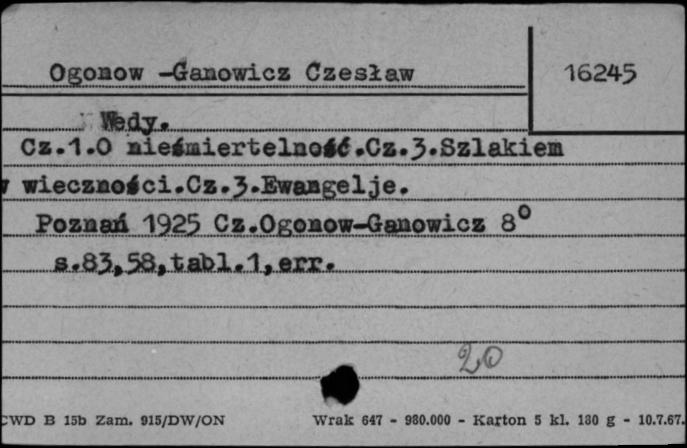 Ogonow -Ganowicz Czesław
16245
Wedy.
Cz.1.O nieśmiertelność.Cz.3.Szlakiem
w wieczności.Cz.3.Ewangelje.
Poznań 1925 Cz.Ogonow-Ganowicz 8°
s.83,58,tabl.1,err.
20
CWD B 15b Zam. 915/DW/ON Wrak 647 - 980.000 - Karton 5 kl. 180 g - 10.7.67.